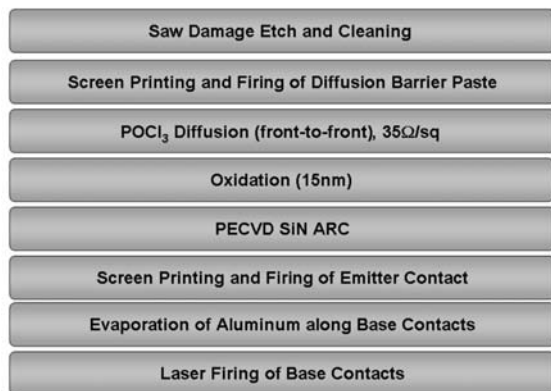 Saw Damage Etch and Cleaning
Screen Printing and Firing of Diffusion Barrier Paste
POCl₃ Diffusion (front-to-front), 35Ω/sq
Oxidation (15nm)
PECVD SiN ARC
Screen Printing and Firing of Emitter Contact
Evaporation of Aluminum along Base Contacts
Laser Firing of Base Contacts